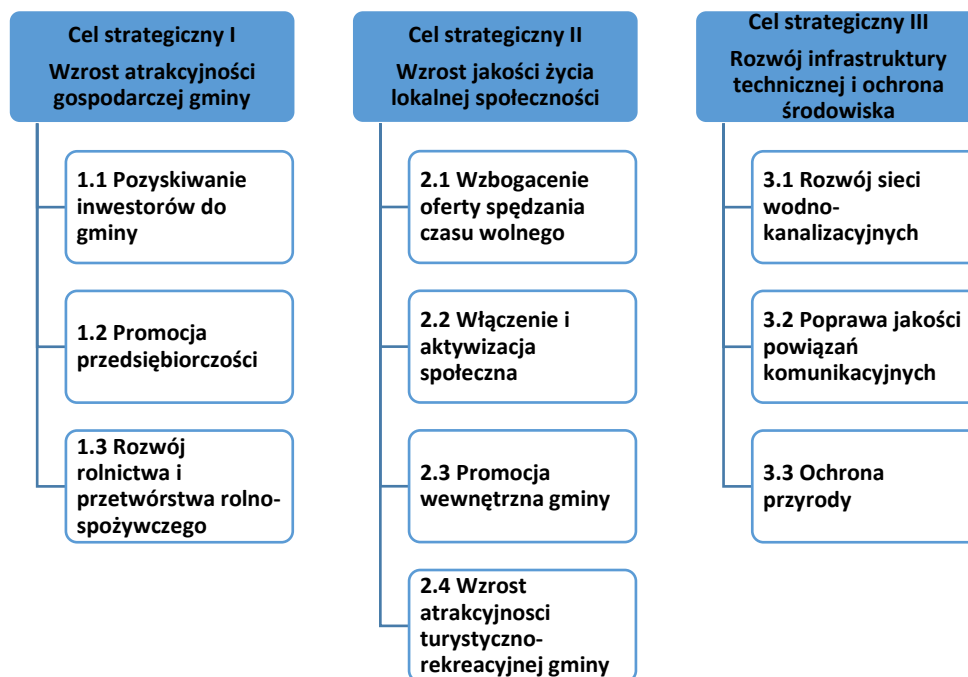 Cel strategiczny I
Wzrost atrakcyjności
gospodarczej gminy
1.1 Pozyskiwanie
inwestorów do
gminy
1.2 Promocja
przedsiębiorczości
1.3 Rozwój
rolnictwa i
przetwórstwa rolno-
spożywczego
Cel strategiczny II
Wzrost jakości życia
lokalnej społeczności
2.1 Wzbogacenie
oferty spędzania
czasu wolnego
2.2 Włączenie i
aktywizacja
społeczna
2.3 Promocja
wewnętrzna gminy
2.4 Wzrost
atrakcyjnosci
turystyczno-
rekreacyjnej gminy
Cel strategiczny III
Rozwój infrastruktury
technicznej i ochrona
środowiska
3.1 Rozwój sieci
wodno-
kanalizacyjnych
3.2 Poprawa jakości
powiązań
komunikacyjnych
3.3 Ochrona
przyrody